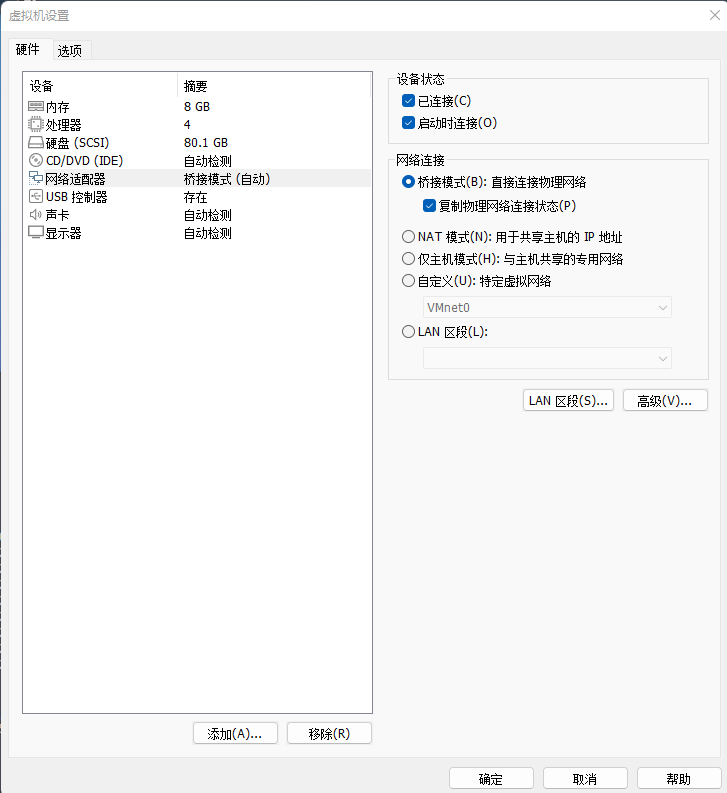 虚拟机设置
硬件 选项
设备 摘要
内存 8 GB
处理器 4
硬盘 (SCSI) 80.1 GB
CD/DVD (IDE) 自动检测
网络适配器 桥接模式 (自动)
USB 控制器 存在
声卡 自动检测
显示器 自动检测
添加(A)... 移除(R)
设备状态
已连接(C)
启动时连接(O)
网络连接
桥接模式(B): 直接连接物理网络
复制物理网络连接状态(P)
NAT 模式(N): 用于共享主机的 IP 地址
仅主机模式(H): 与主机共享的专用网络
自定义(U): 特定虚拟网络
VMnet0
LAN 区段(L):
LAN 区段(S)... 高级(V)...
确定 取消 帮助